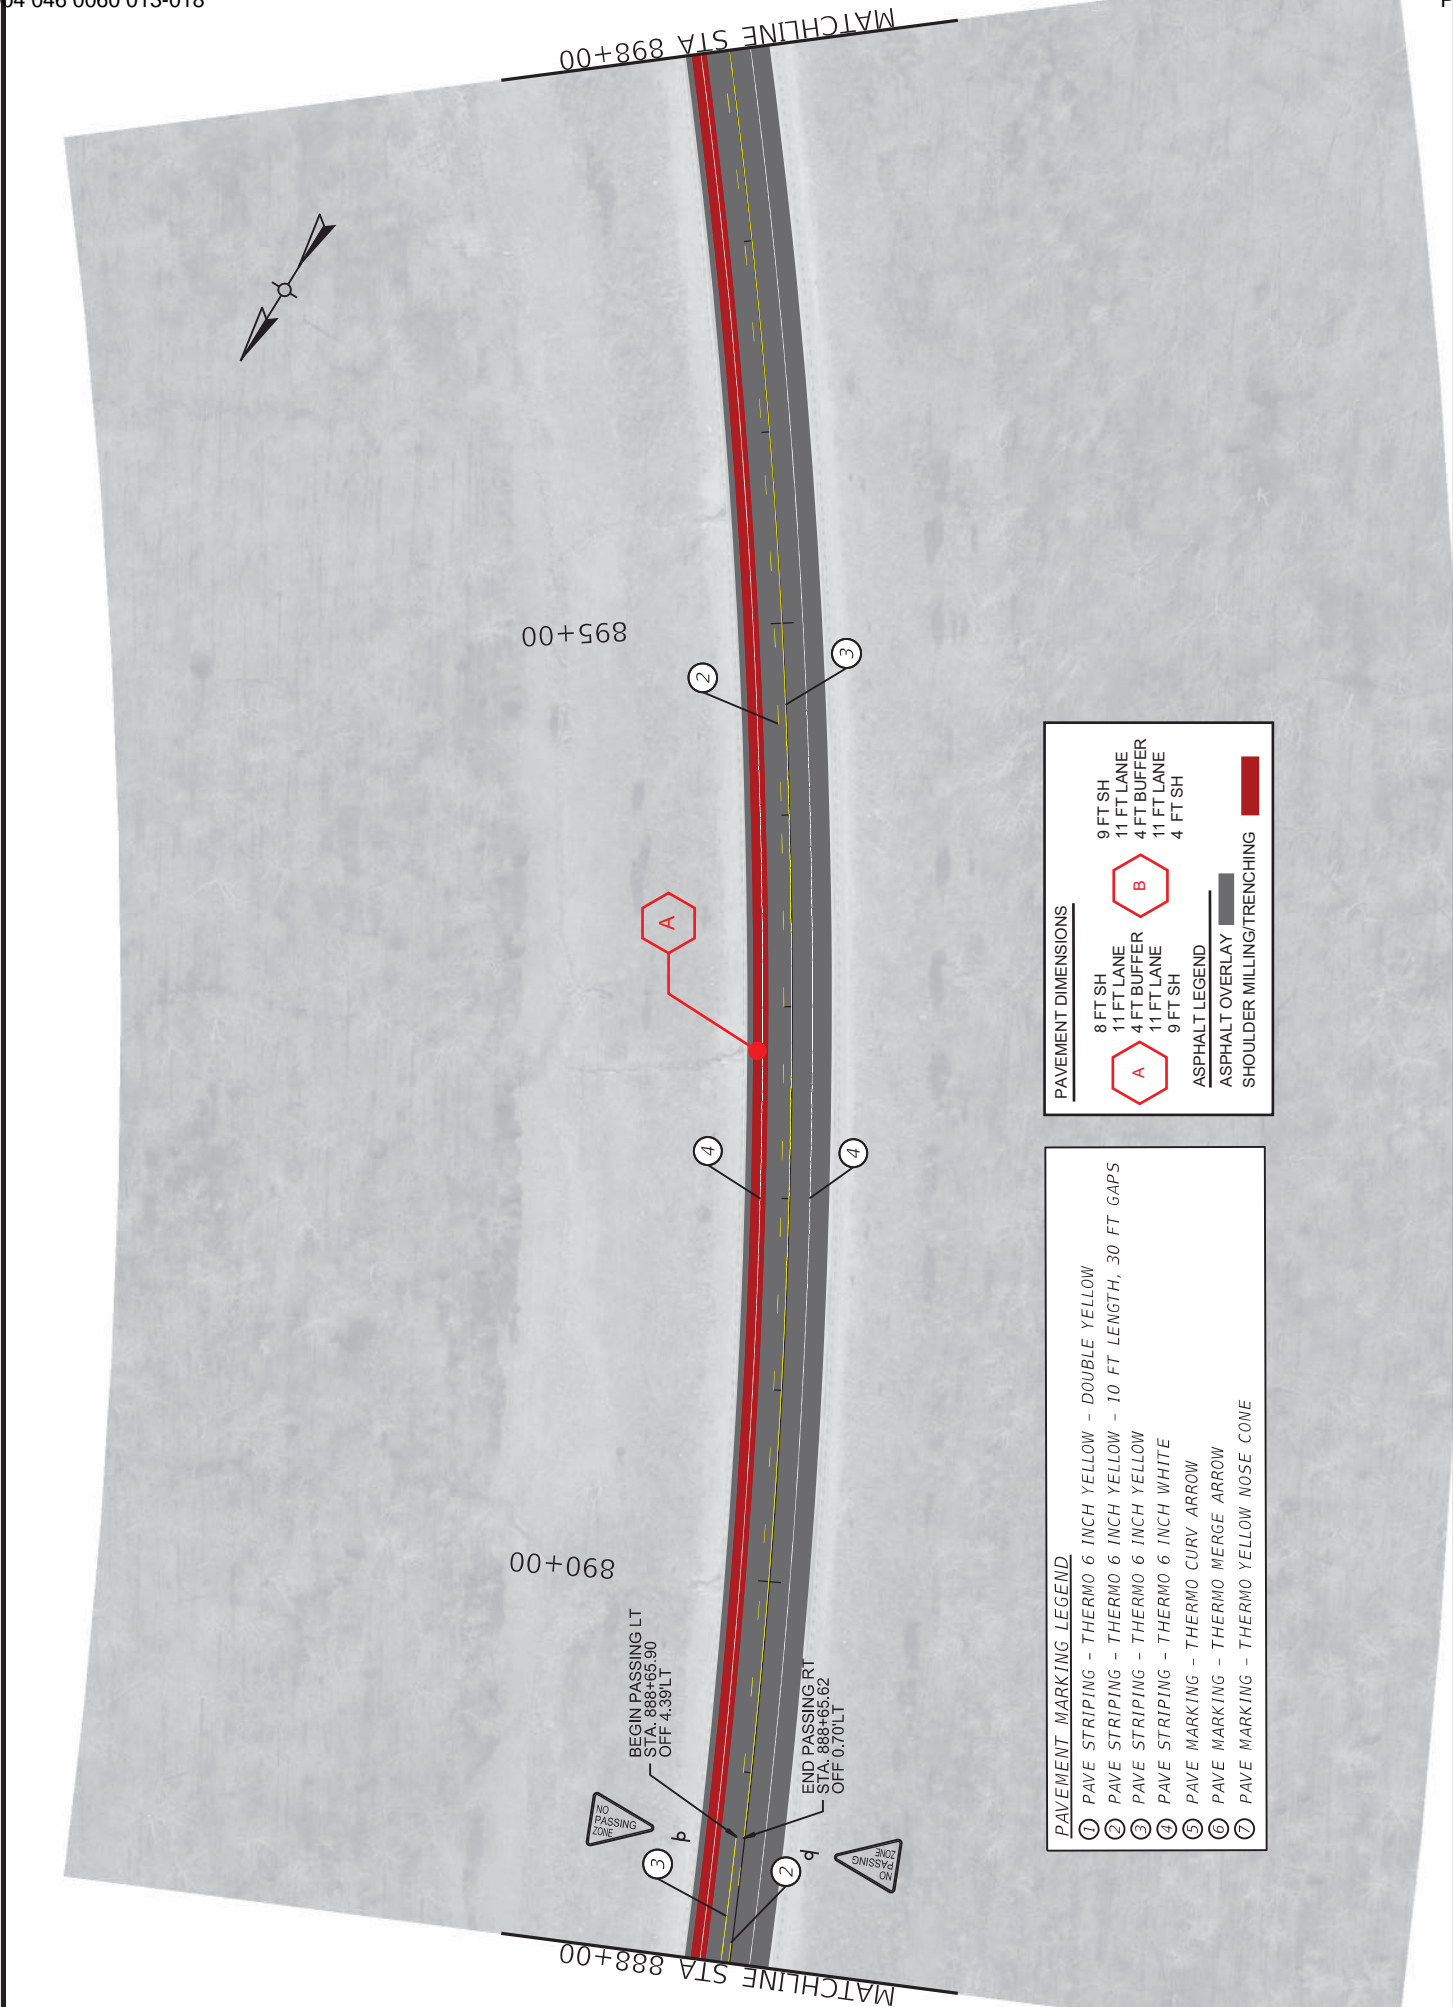 04 046 0060 013-018
P
MATCHLINE STA 898+00
895+00
2
3
A
4
4
890+00
BEGIN PASSING LT
STA. 888+65.90
OFF 4.39'LT
END PASSING RT
STA. 888+65.62
OFF 0.70'LT
NO
PASSING
ZONE
3
2
NO
PASSING
ZONE
MATCHLINE STA 888+00
PAVEMENT MARKING LEGEND
1 PAVE STRIPING - THERMO 6 INCH YELLOW - DOUBLE YELLOW
2 PAVE STRIPING - THERMO 6 INCH YELLOW - 10 FT LENGTH, 30 FT GAPS
3 PAVE STRIPING - THERMO 6 INCH YELLOW
4 PAVE STRIPING - THERMO 6 INCH WHITE
5 PAVE MARKING - THERMO CURV ARROW
6 PAVE MARKING - THERMO MERGE ARROW
7 PAVE MARKING - THERMO YELLOW NOSE CONE
PAVEMENT DIMENSIONS
A
8 FT SH
11 FT LANE
4 FT BUFFER
11 FT LANE
9 FT SH
B
9 FT SH
11 FT LANE
4 FT BUFFER
11 FT LANE
4 FT SH
ASPHALT LEGEND
ASPHALT OVERLAY
SHOULDER MILLING/TRENCHING